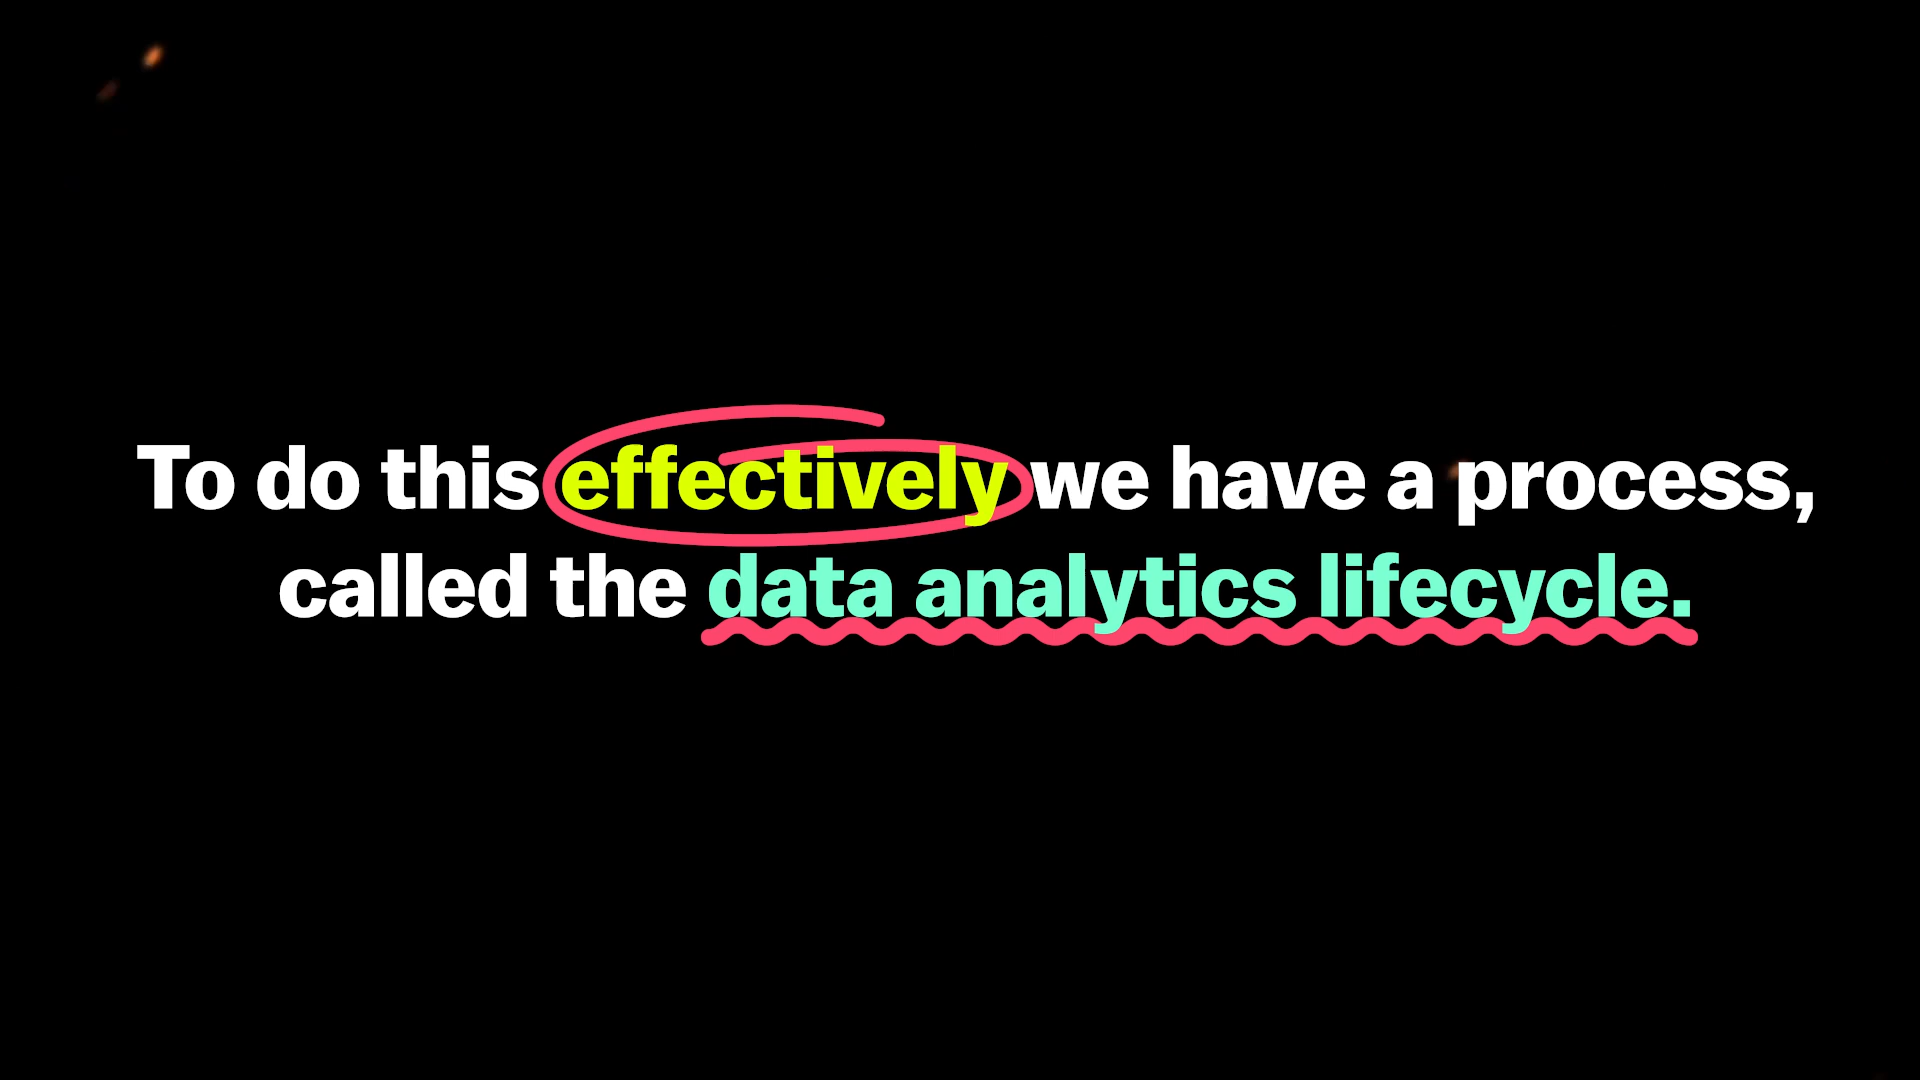 To do this effectively we have a process,
called the data analytics lifecycle.